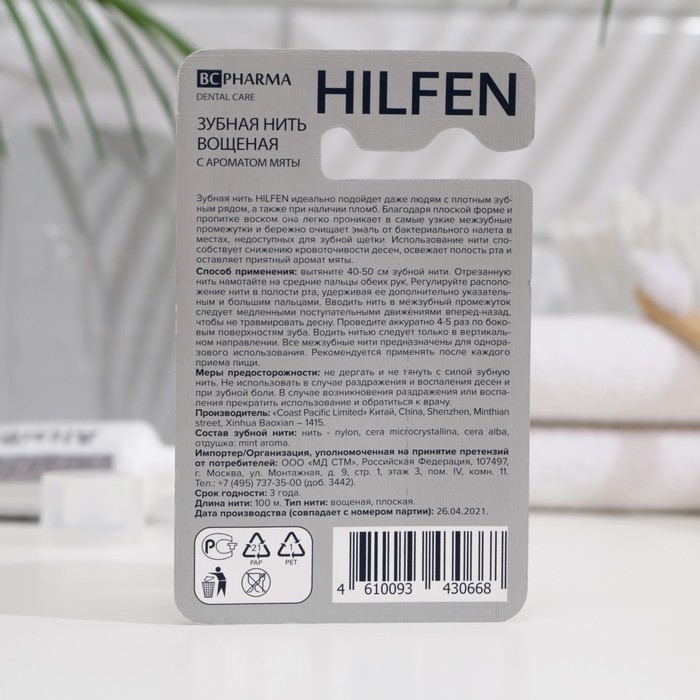 BC PHARMA
DENTAL CARE
HILFEN
ЗУБНАЯ НИТЬ
ВОЩЕНАЯ
С АРОМАТОМ МЯТЫ
Зубная нить HILFEN идеально подойдет даже людям с плотным зуб-
ным рядом, а также при наличии пломб. Благодаря плоской форме и
пропитке воском она легко проникает в самые узкие межзубные
промежутки и бережно очищает эмаль от бактериального налета в
местах, недоступных для зубной щетки. Использование нити спо-
собствует снижению кровоточивости десен, освежает полость рта и
оставляет приятный аромат мяты.
Способ применения: вытяните 40-50 см зубной нити. Отрезанную
нить намотайте на средние пальцы обеих рук. Регулируйте расположе-
ние нити в полости рта, удерживая ее дополнительно указатель-
ным и большим пальцами. Вводить нить в межзубный промежуток
следует медленными поступательными движениями вперед-назад,
чтобы не травмировать десну. Проведите аккуратно 4-5 раз по боко-
вым поверхностям зуба. Водить нитью следует только в вертикаль-
ном направлении. Все межзубные нити предназначены для однора-
зового использования. Рекомендуется применять после каждого
приема пищи.
Меры предосторожности: не дергать и не тянуть с силой зубную
нить. Не использовать в случае раздражения и воспаления десен и
при зубной боли. В случае возникновения раздражения или воспа-
ления прекратить использование и обратиться к врачу.
Производитель: «Coast Pacific Limited» Китай, China, Shenzhen, Minthian
street, Xinhua Baoxian – 1415.
Состав зубной нити: нить - nylon, cera microcrystallina, cera alba,
отдушка: mint aroma.
Импортер/Организация, уполномоченная на принятие претензий
от потребителей: ООО «МД СТМ», Российская Федерация, 107497,
г. Москва, ул. Монтажная, д. 9, стр. 1, этаж 3, пом. IV, комн. 11.
Тел.: +7 (495) 737-35-00 (доб. 3442).
Срок годности: 3 года.
Длина нити: 100 м. Тип нити: вощеная, плоская.
Дата производства (совпадает с номером партии): 26.04.2021.
РСТ 21 1
PAP PET
4 610093 430668